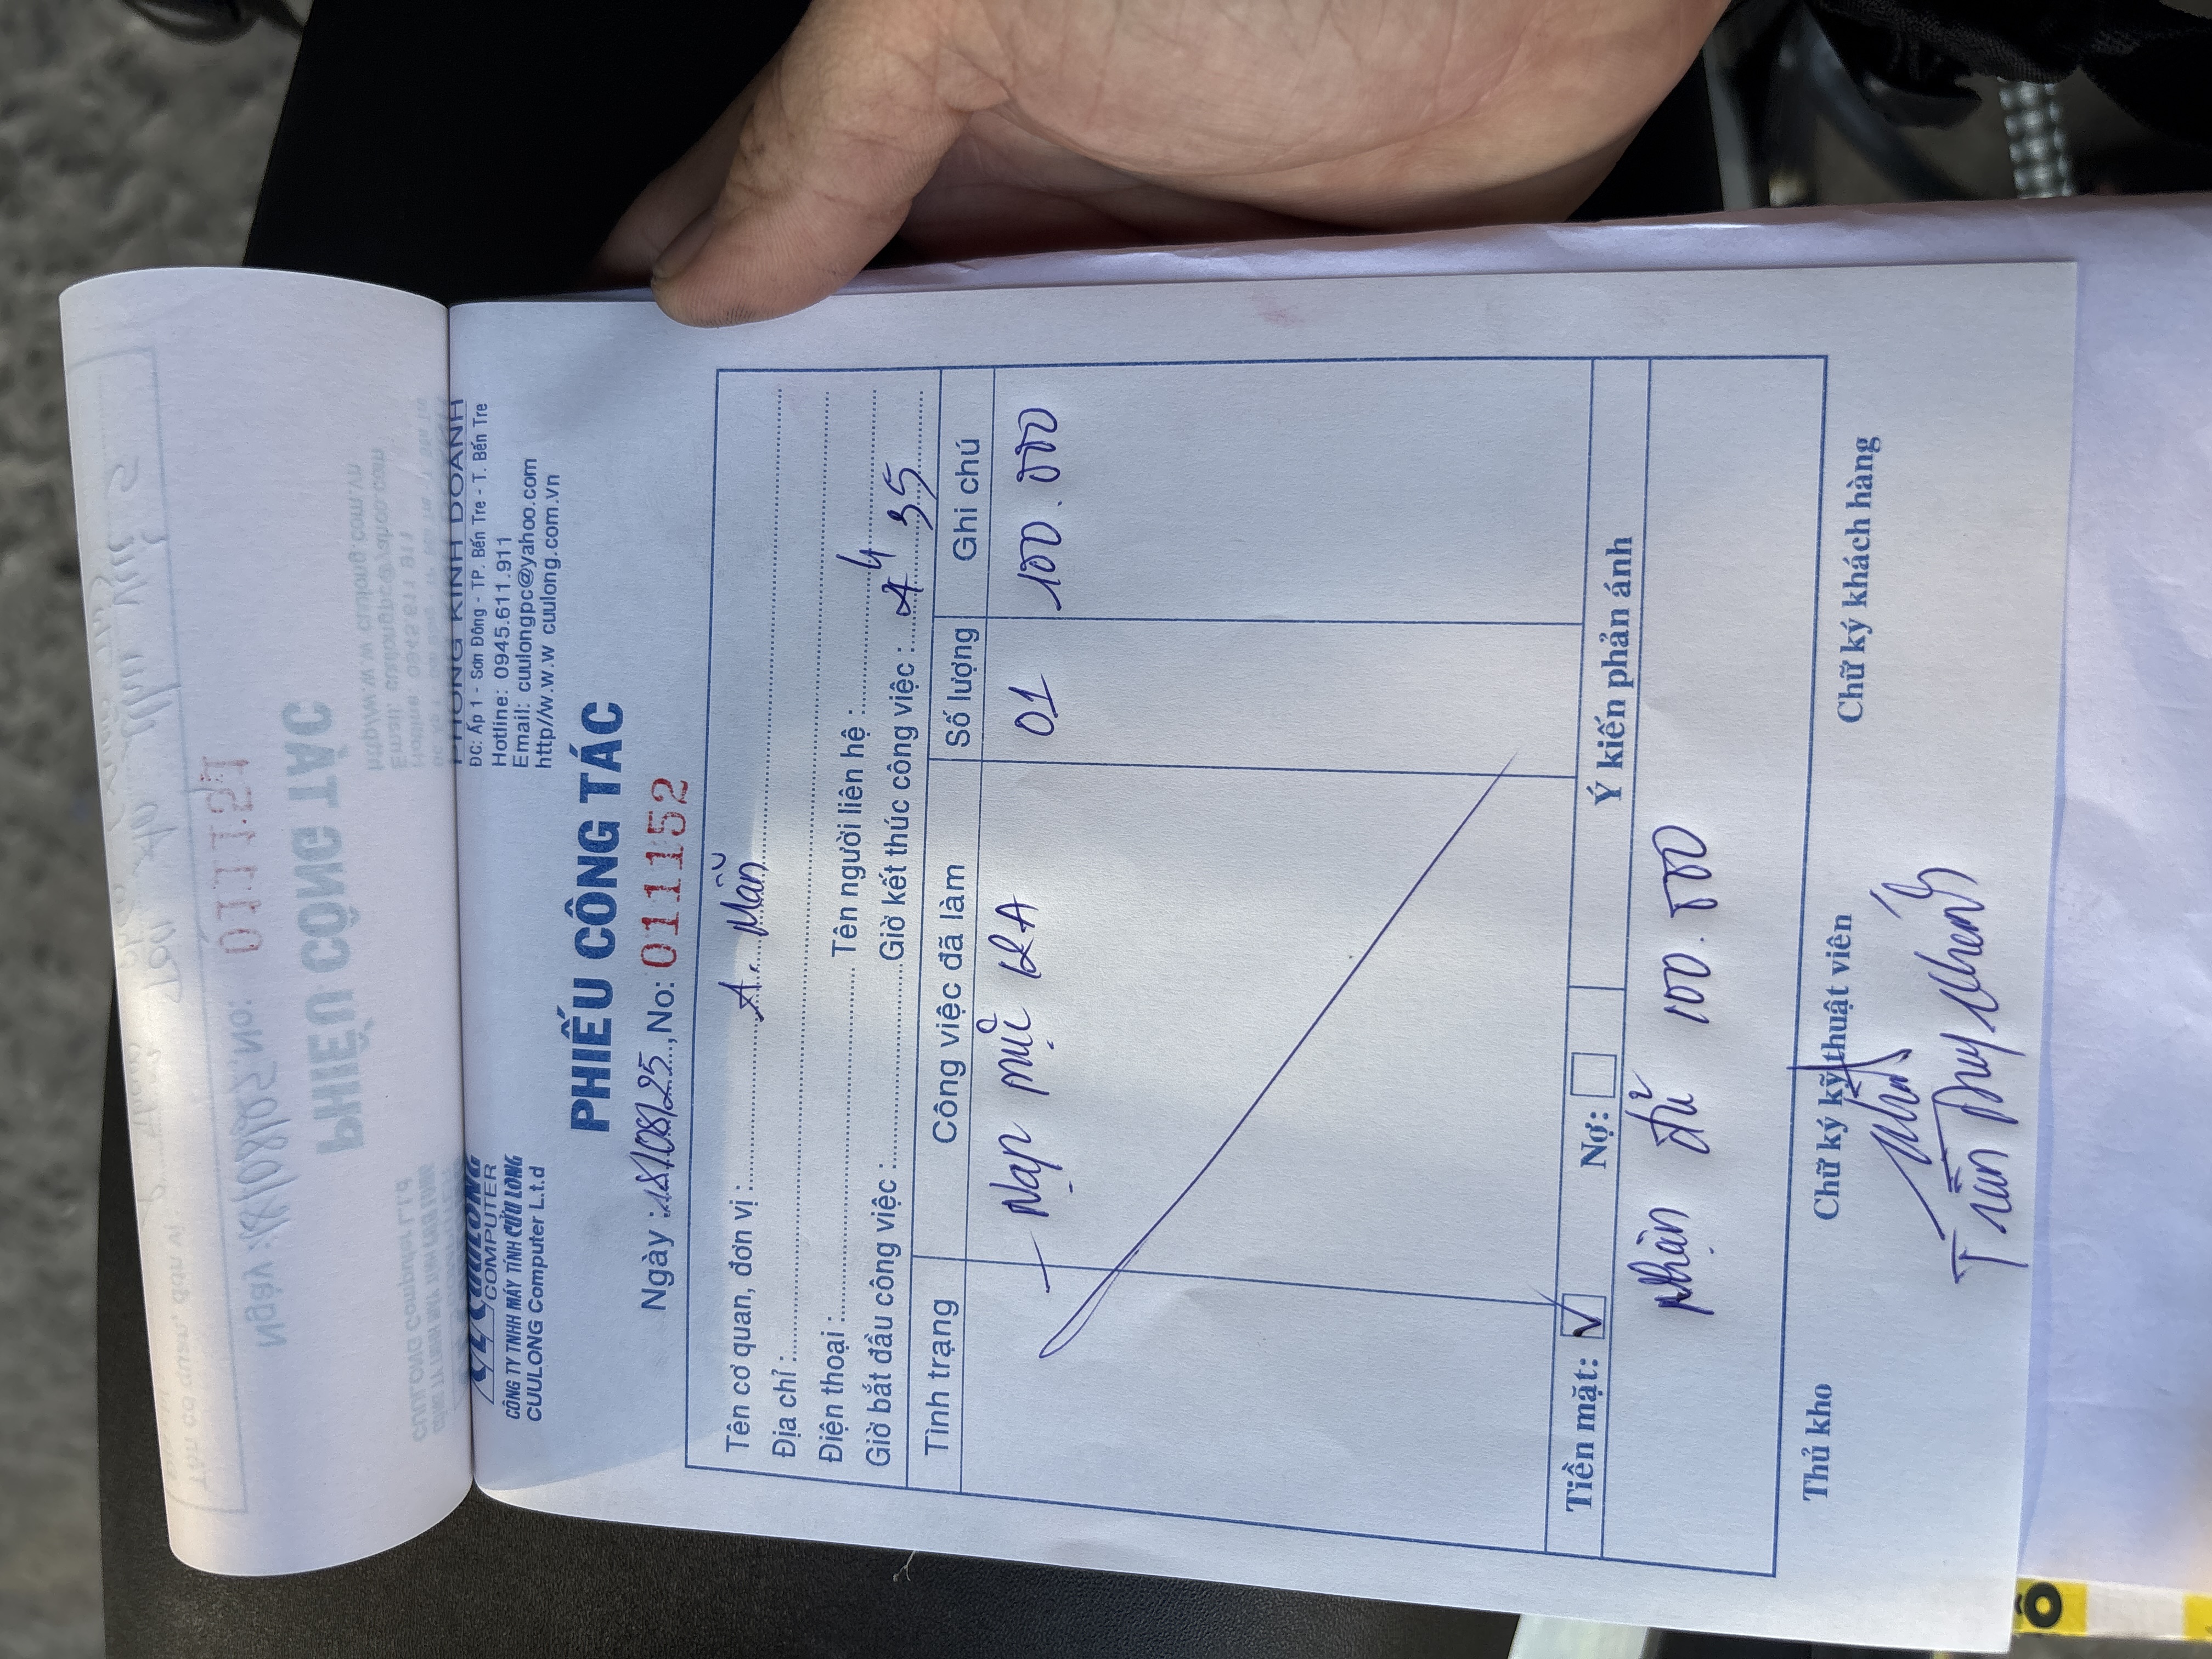 COMPUTER
CÔNG TY TNHH MÁY TÍNH CỬU LONG
CUULONG Computer L.t.d
PHÒNG KINH DOANH
ĐC: Ấp 1 - Sơn Đông - TP. Bến Tre - T. Bến Tre
Hotline: 0945.611.911
Email: cuulongpc@yahoo.com
http//w.w.w cuulong.com.vn
PHIẾU CÔNG TÁC
Ngày : 18/08/25, No: 011152
Tên cơ quan, đơn vị : A. Mẫn
Địa chỉ :
Điện thoại : Tên người liên hệ :
Giờ bắt đầu công việc : Giờ kết thúc công việc : 35
Tình trạng Công việc đã làm Số lượng Ghi chú
- Nạp mực 12A 01 100.000
Tiền mặt: ✓ Nợ: Ý kiến phản ánh
Nhận đủ 100.000
Thủ kho Chữ ký kỹ thuật viên Chữ ký khách hàng
Trần Duy